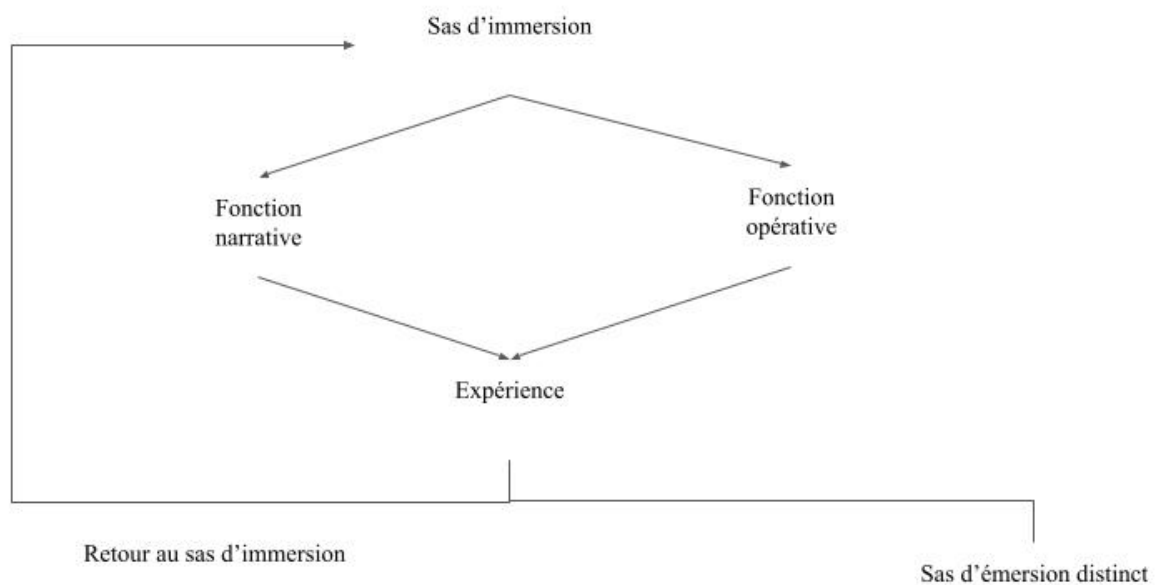 Sas d’immersion
Fonction
narrative
Fonction
opérative
Expérience
Retour au sas d’immersion
Sas d’émersion distinct